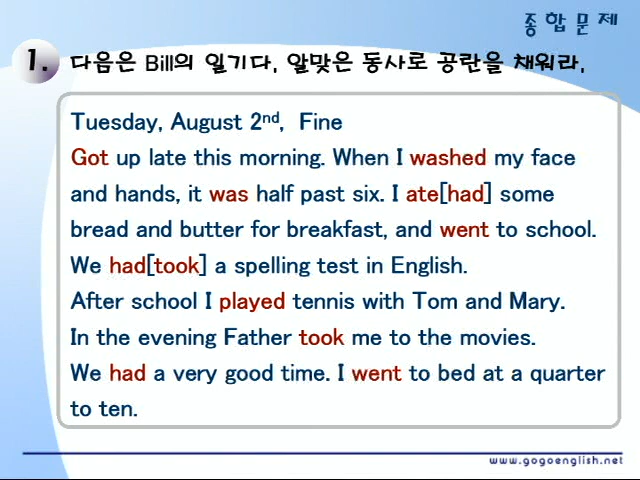 종합문제
1. 다음은 Bill의 일기다, 알맞은 동사로 공란을 채워라.
Tuesday, August 2nd, Fine
Got up late this morning. When I washed my face
and hands, it was half past six. I ate[had] some
bread and butter for breakfast, and went to school.
We had[took] a spelling test in English.
After school I played tennis with Tom and Mary.
In the evening Father took me to the movies.
We had a very good time. I went to bed at a quarter
to ten.
www.gogoenglish.net